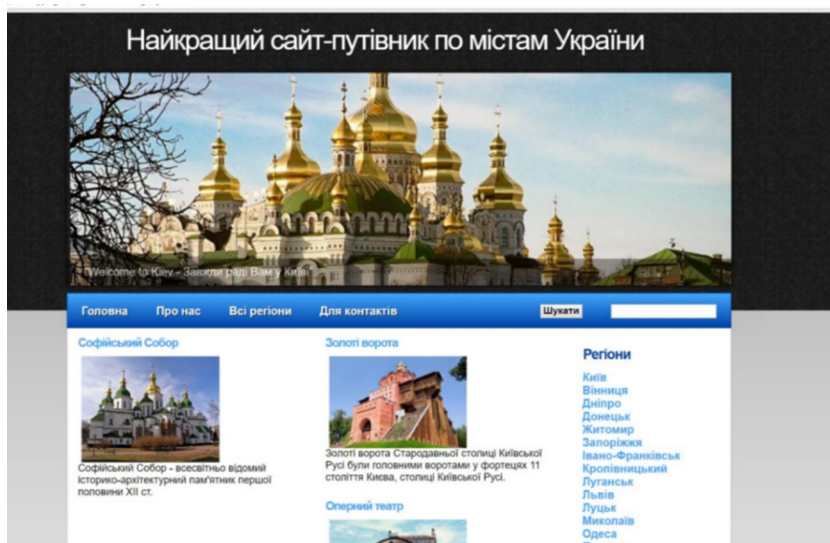 Найкращий сайт-путівник по містам України
Welcome to Kiev - Завжди раді Вам у Київі
Головна Про нас Всі регіони Для контактів Шукати
Софійський Собор
Софійський Собор - всесвітньо відомий
історико-архітектурний пам'ятник першої
половини XII ст.
Золоті ворота
Золоті ворота Стародавньої столиці Київської
Русі були головними воротами у фортецях 11
століття Києва, столиці Київської Русі.
Оперний театр
Регіони
Київ
Вінниця
Дніпро
Донецьк
Житомир
Запоріжжя
Івано-Франківськ
Кропівницький
Луганськ
Львів
Луцьк
Миколаїв
Одеса